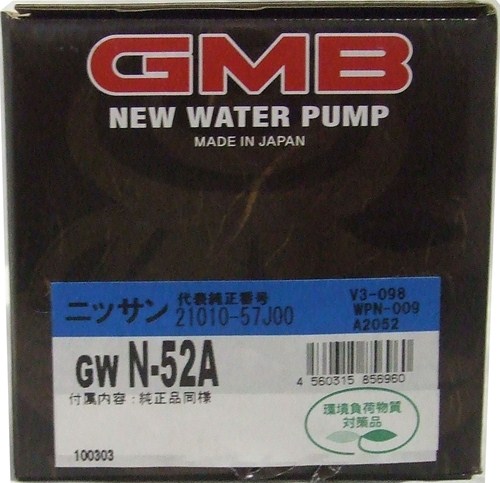 GMB
NEW WATER PUMP
MADE IN JAPAN
ニッサン 代表純正番号 21010-57J00
V3-098
WPN-009
A2052
GW N-52A
付属内容:純正品同様
4 560315 856960
環境負荷物質
対策品
100303